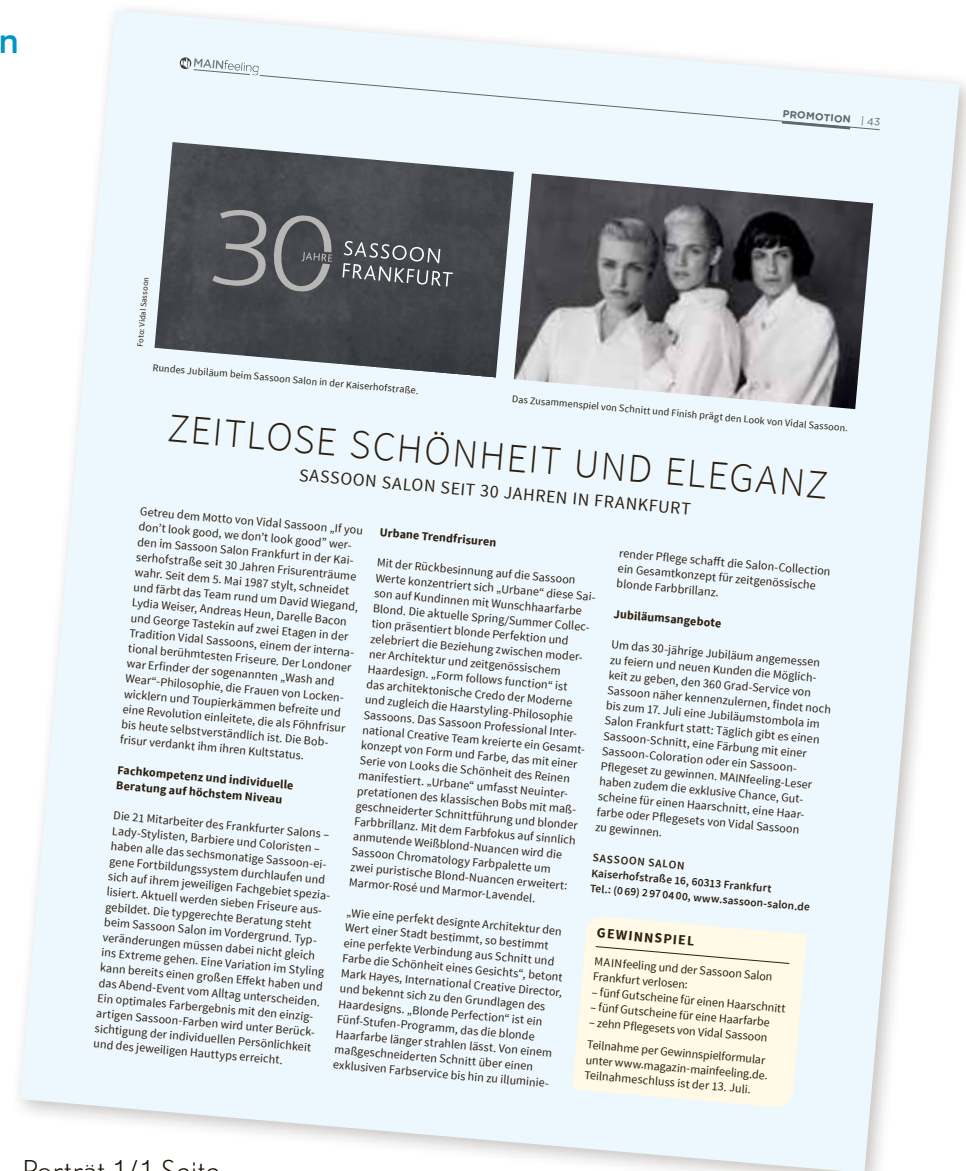 n
MAINfeeling
PROMOTION | 43
30 JAHRE SASSOON
FRANKFURT
Foto: Vidal Sassoon
Rundes Jubiläum beim Sassoon Salon in der Kaiserhofstraße.
Das Zusammenspiel von Schnitt und Finish prägt den Look von Vidal Sassoon.
ZEITLOSE SCHÖNHEIT UND ELEGANZ
SASSOON SALON SEIT 30 JAHREN IN FRANKFURT
Getreu dem Motto von Vidal Sassoon „If you
don’t look good, we don’t look good” wer-
den im Sassoon Salon Frankfurt in der Kai-
serhofstraße seit 30 Jahren Frisurenträume
wahr. Seit dem 5. Mai 1987 stylt, schneidet
und färbt das Team rund um David Wiegand,
Lydia Weiser, Andreas Heun, Darelle Bacon
und George Tastekin auf zwei Etagen in der
Tradition Vidal Sassoons, einem der interna-
tional berühmtesten Friseure. Der Londoner
war Erfinder der sogenannten „Wash and
Wear“-Philosophie, die Frauen von Locken-
wicklern und Toupierkämmen befreite und
eine Revolution einleitete, die als Föhnfrisur
bis heute selbstverständlich ist. Die Bob-
frisur verdankt ihm ihren Kultstatus.
Fachkompetenz und individuelle
Beratung auf höchstem Niveau
Die 21 Mitarbeiter des Frankfurter Salons –
Lady-Stylisten, Barbiere und Coloristen –
haben alle das sechsmonatige Sassoon-ei-
gene Fortbildungssystem durchlaufen und
sich auf ihrem jeweiligen Fachgebiet spezia-
lisiert. Aktuell werden sieben Friseure aus-
gebildet. Die typgerechte Beratung steht
beim Sassoon Salon im Vordergrund. Typ-
veränderungen müssen dabei nicht gleich
ins Extreme gehen. Eine Variation im Styling
kann bereits einen großen Effekt haben und
das Abend-Event vom Alltag unterscheiden.
Ein optimales Farbergebnis mit den einzig-
artigen Sassoon-Farben wird unter Berück-
sichtigung der individuellen Persönlichkeit
und des jeweiligen Hauttyps erreicht.
Urbane Trendfrisuren
Mit der Rückbesinnung auf die Sassoon
Werte konzentriert sich „Urbane“ diese Sai-
son auf Kundinnen mit Wunschhaarfarbe
Blond. Die aktuelle Spring/Summer Collec-
tion präsentiert blonde Perfektion und
zelebriert die Beziehung zwischen moder-
ner Architektur und zeitgenössischem
Haardesign. „Form follows function“ ist
das architektonische Credo der Moderne
und zugleich die Haarstyling-Philosophie
Sassoons. Das Sassoon Professional Inter-
national Creative Team kreierte ein Gesamt-
konzept von Form und Farbe, das mit einer
Serie von Looks die Schönheit des Reinen
manifestiert. „Urbane“ umfasst Neuinter-
pretationen des klassischen Bobs mit maß-
geschneiderter Schnittführung und blonder
Farbbrillanz. Mit dem Farbfokus auf sinnlich
anmutende Weißblond-Nuancen wird die
Sassoon Chromatology Farbpalette um
zwei puristische Blond-Nuancen erweitert:
Marmor-Rosé und Marmor-Lavendel.
„Wie eine perfekt designte Architektur den
Wert einer Stadt bestimmt, so bestimmt
eine perfekte Verbindung aus Schnitt und
Farbe die Schönheit eines Gesichts“, betont
Mark Hayes, International Creative Director,
und bekennt sich zu den Grundlagen des
Haardesigns. „Blonde Perfection“ ist ein
Fünf-Stufen-Programm, das die blonde
Haarfarbe länger strahlen lässt. Von einem
maßgeschneiderten Schnitt über einen
exklusiven Farbservice bis hin zu illuminie-
render Pflege schafft die Salon-Collection
ein Gesamtkonzept für zeitgenössische
blonde Farbbrillanz.
Jubiläumsangebote
Um das 30-jährige Jubiläum angemessen
zu feiern und neuen Kunden die Möglich-
keit zu geben, den 360 Grad-Service von
Sassoon näher kennenzulernen, findet noch
bis zum 17. Juli eine Jubiläumstombola im
Salon Frankfurt statt: Täglich gibt es einen
Sassoon-Schnitt, eine Färbung mit einer
Sassoon-Coloration oder ein Sassoon-
Pflegeset zu gewinnen. MAINfeeling-Leser
haben zudem die exklusive Chance, Gut-
scheine für einen Haarschnitt, eine Haar-
farbe oder Pflegesets von Vidal Sassoon
zu gewinnen.
SASSOON SALON
Kaiserhofstraße 16, 60313 Frankfurt
Tel.: (0 69) 2 97 04 00, www.sassoon-salon.de
GEWINNSPIEL
MAINfeeling und der Sassoon Salon
Frankfurt verlosen:
– fünf Gutscheine für einen Haarschnitt
– fünf Gutscheine für eine Haarfarbe
– zehn Pflegesets von Vidal Sassoon
Teilnahme per Gewinnspielformular
unter www.magazin-mainfeeling.de.
Teilnahmeschluss ist der 13. Juli.
Porträt 1/1 Seite